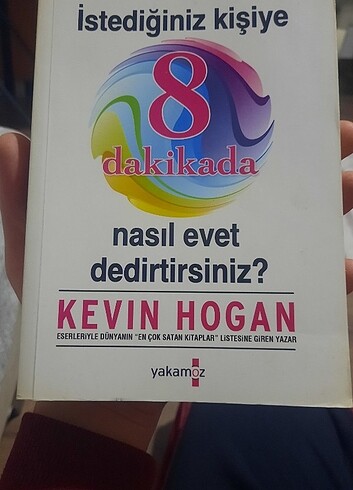 İstediğiniz kişiye
8
dakikada
nasıl evet
dedirtirsiniz?
KEVIN HOGAN
ESERLERİYLE DÜNYANIN "EN ÇOK SATAN KİTAPLAR" LİSTESİNE GİREN YAZAR
yakamoz